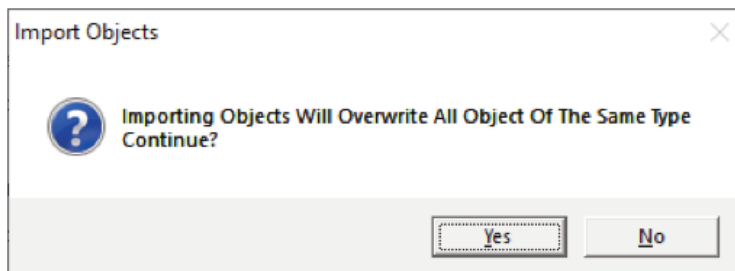 Import Objects
Importing Objects Will Overwrite All Object Of The Same Type
Continue?
Yes
No